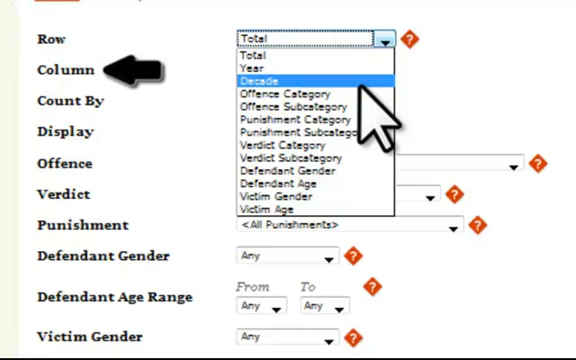 Row Total ?
Total
Column Year
Decade
Count By Offence Category
Offence Subcategory
Punishment Category
Display Punishment Subcatego
Verdict Category
Offence Verdict Subcategory ?
Defendant Gender
Defendant Age
Verdict Victim Gender ?
Victim Age
Punishment <All Punishments> ?
Defendant Gender Any ?
From To ?
Defendant Age Range Any Any
Victim Gender Any ?